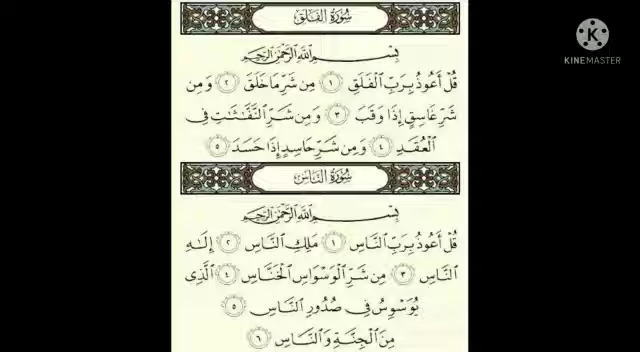 سُورَةُ الفَلَقِ
بِسْمِ ٱللَّهِ ٱلرَّحْمَٰنِ ٱلرَّحِيمِ
قُلْ أَعُوذُ بِرَبِّ ٱلْفَلَقِ ١ مِن شَرِّ مَا خَلَقَ ٢ وَمِن
شَرِّ غَاسِقٍ إِذَا وَقَبَ ٣ وَمِن شَرِّ ٱلنَّفَّٰثَٰتِ فِى
ٱلْعُقَدِ ٤ وَمِن شَرِّ حَاسِدٍ إِذَا حَسَدَ ٥
سُورَةُ النَّاسِ
بِسْمِ ٱللَّهِ ٱلرَّحْمَٰنِ ٱلرَّحِيمِ
قُلْ أَعُوذُ بِرَبِّ ٱلنَّاسِ ١ مَلِكِ ٱلنَّاسِ ٢ إِلَٰهِ
ٱلنَّاسِ ٣ مِن شَرِّ ٱلْوَسْوَاسِ ٱلْخَنَّاسِ ٤ ٱلَّذِى
يُوَسْوِسُ فِى صُدُورِ ٱلنَّاسِ ٥
مِنَ ٱلْجِنَّةِ وَٱلنَّاسِ ٦
K
KINEMASTER